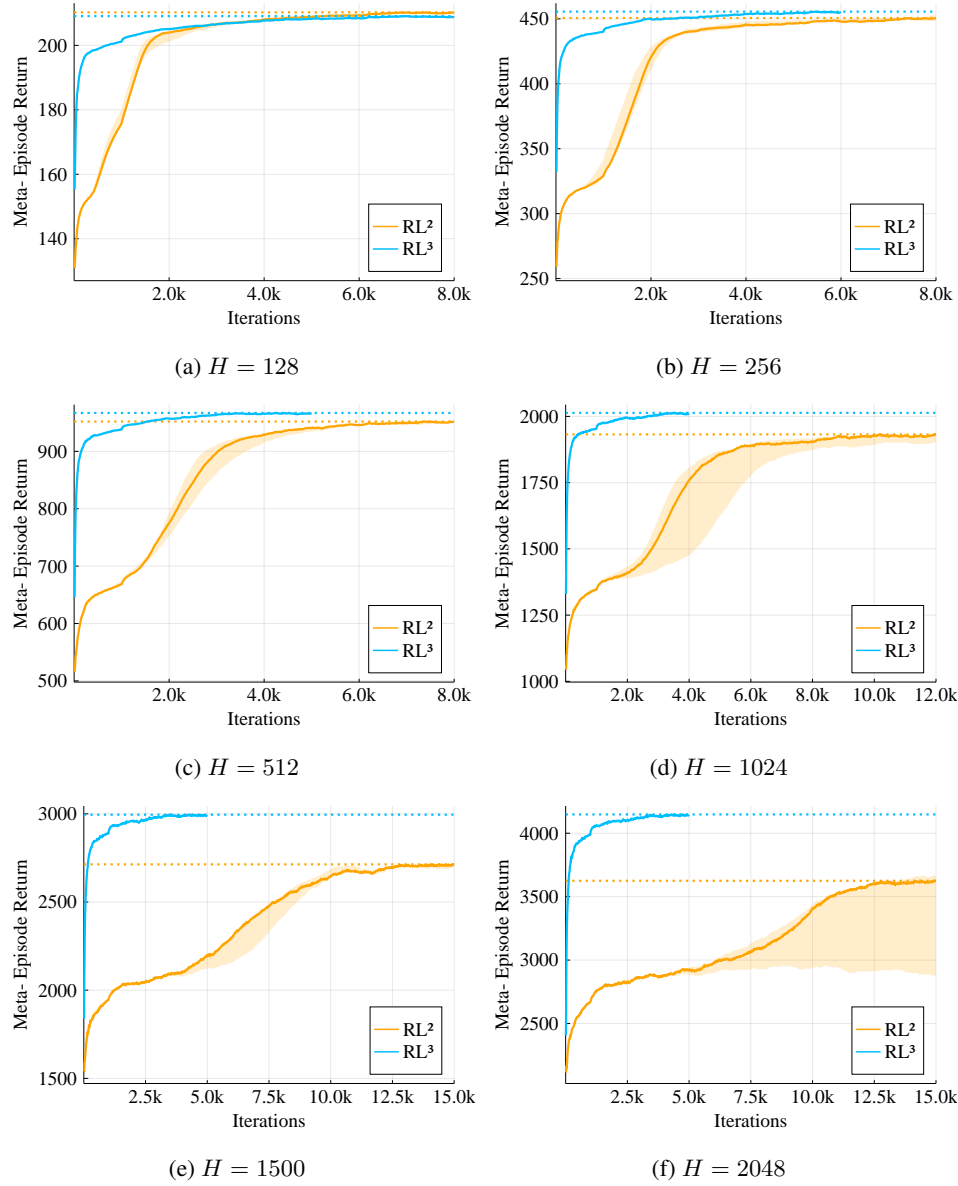 Meta- Episode Return
200
180
160
140
2.0k 4.0k 6.0k 8.0k
Iterations
RL²
RL³
(a) H = 128
Meta- Episode Return
450
400
350
300
250
2.0k 4.0k 6.0k 8.0k
Iterations
RL²
RL³
(b) H = 256
Meta- Episode Return
900
800
700
600
500
2.0k 4.0k 6.0k 8.0k
Iterations
RL²
RL³
(c) H = 512
Meta- Episode Return
2000
1750
1500
1250
1000
2.0k 4.0k 6.0k 8.0k 10.0k 12.0k
Iterations
RL²
RL³
(d) H = 1024
Meta- Episode Return
3000
2500
2000
1500
2.5k 5.0k 7.5k 10.0k 12.5k 15.0k
Iterations
RL²
RL³
(e) H = 1500
Meta- Episode Return
4000
3500
3000
2500
2.5k 5.0k 7.5k 10.0k 12.5k 15.0k
Iterations
RL²
RL³
(f) H = 2048